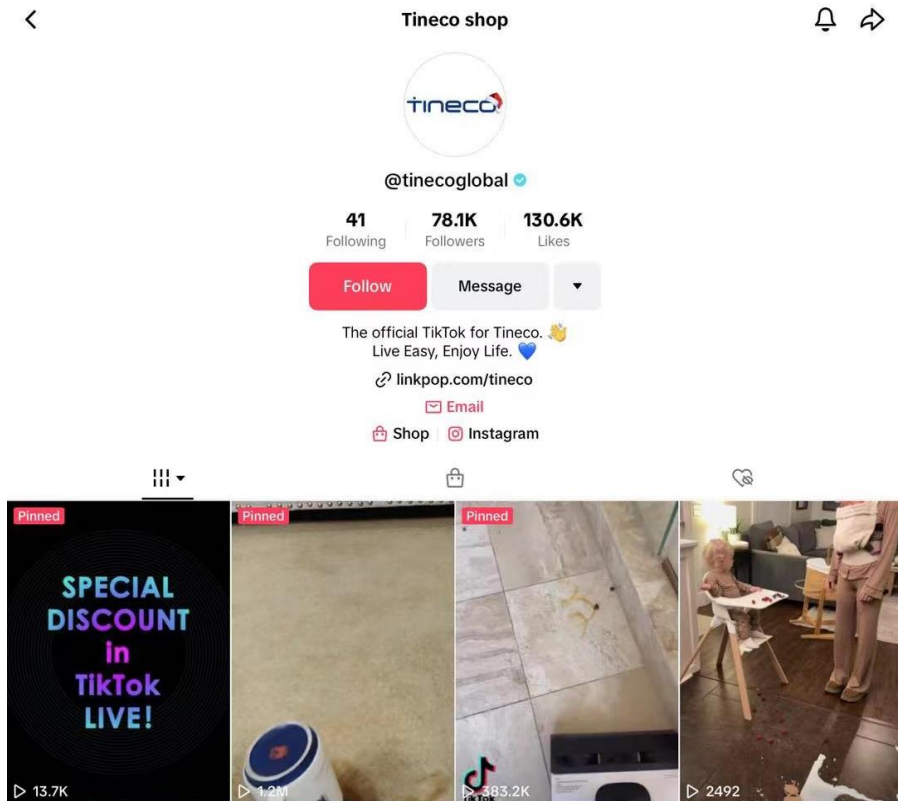 Tineco shop
tineco
@tinecoglobal
41
78.1K
130.6K
Following
Followers
Likes
Follow
Message
The official TikTok for Tineco. 👋
Live Easy, Enjoy Life. 💙
linkpop.com/tineco
Email
Shop
Instagram
Pinned
SPECIAL
DISCOUNT
in
TikTok
LIVE!
13.7K
Pinned
1.2M
Pinned
TikTok
383.2K
2492